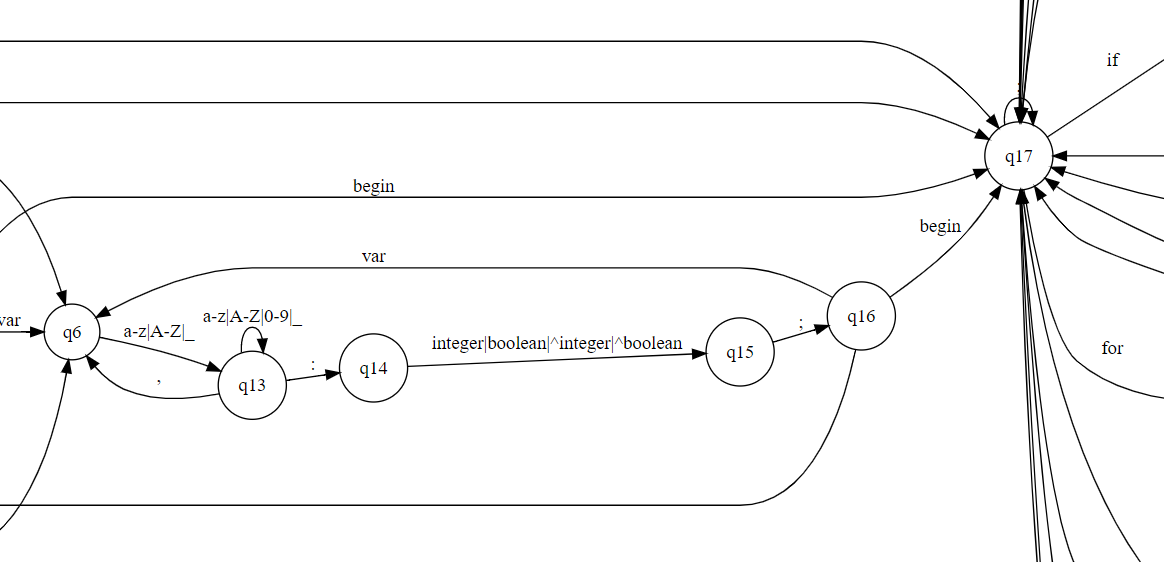 if
q17
begin
begin
var
a-z|A-Z|0-9|_
q16
var
q6
a-z|A-Z|_
;
integer|boolean|^integer|^boolean
q15
for
:
q14
,
q13